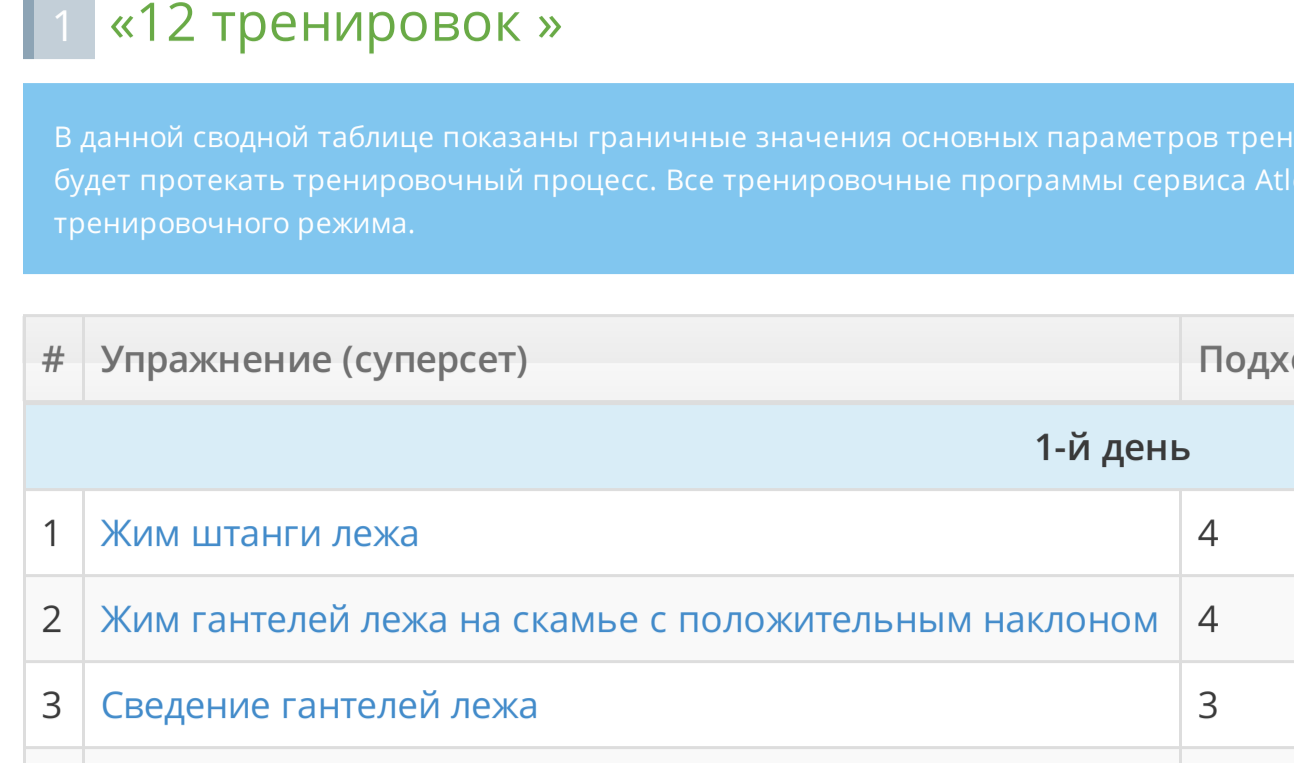 1 «12 тренировок »
В данной сводной таблице показаны граничные значения основных параметров
будет протекать тренировочный процесс. Все тренировочные программы сервиса
тренировочного режима.
# Упражнение (суперсет)
1-й день
1 Жим штанги лежа 4
2 Жим гантелей лежа на скамье с положительным наклоном 4
3 Сведение гантелей лежа 3